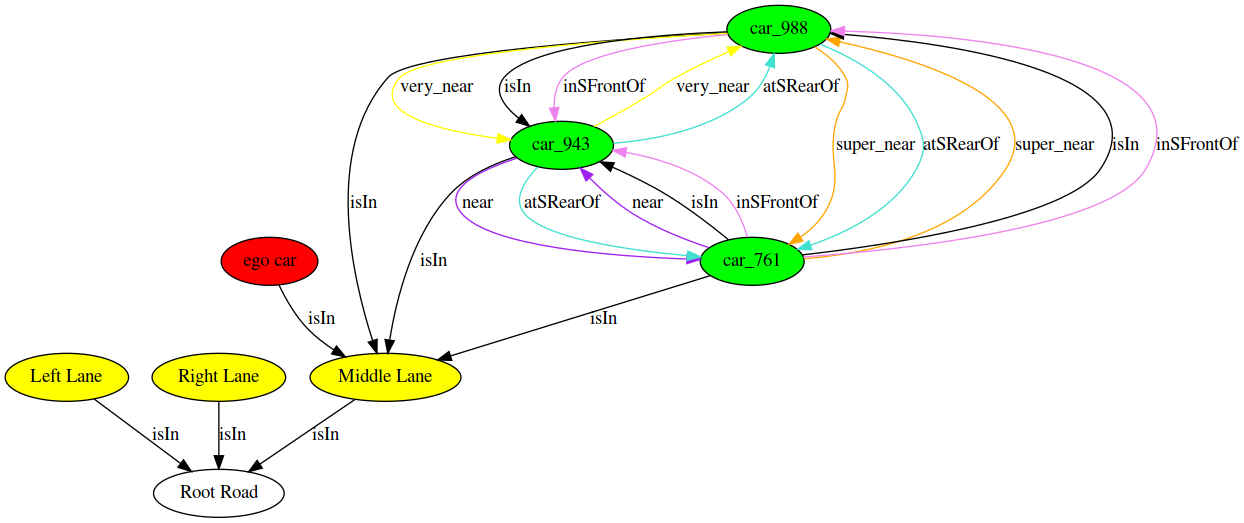 car_988
very_near
isIn
inSFrontOf
very_near
atSRearOf
car_943
super_near
atSRearOf
super_near
isIn
inSFrontOf
isIn
near
atSRearOf
near
isIn
inSFrontOf
ego car
isIn
car_761
isIn
isIn
Left Lane
Right Lane
Middle Lane
isIn
isIn
isIn
Root Road